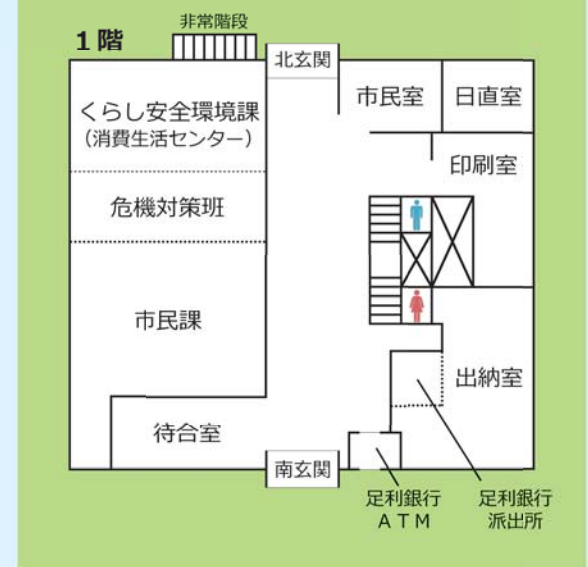 非常階段
１階
北玄関
市民室
日直室
くらし安全環境課
（消費生活センター）
印刷室
危機対策班
市民課
出納室
待合室
南玄関
足利銀行
ＡＴＭ
足利銀行
派出所